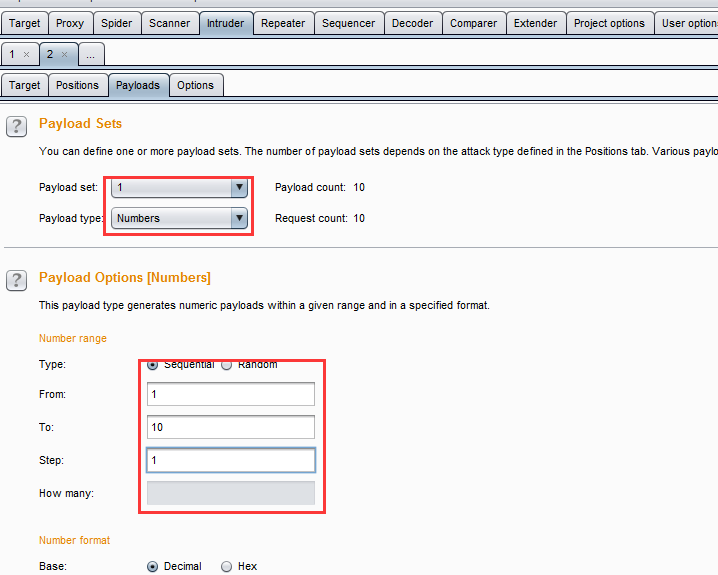 Target Proxy Spider Scanner Intruder Repeater Sequencer Decoder Comparer Extender Project options User option
1 × 2 × ...
Target Positions Payloads Options
? Payload Sets
You can define one or more payload sets. The number of payload sets depends on the attack type defined in the Positions tab. Various paylo
Payload set: 1 Payload count: 10
Payload type: Numbers Request count: 10
? Payload Options [Numbers]
This payload type generates numeric payloads within a given range and in a specified format.
Number range
Type: Sequential Random
From: 1
To: 10
Step: 1
How many:
Number format
Base: Decimal Hex